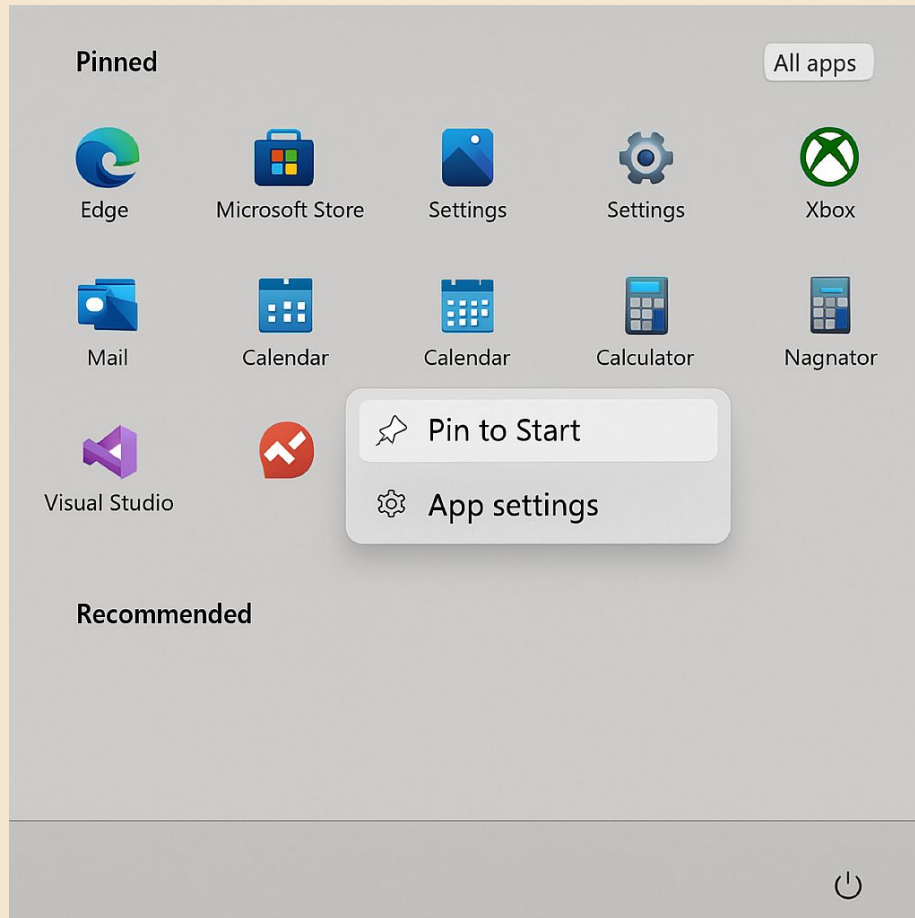 Pinned
All apps
Edge
Microsoft Store
Settings
Settings
Xbox
Mail
Calendar
Calendar
Calculator
Nagnator
Visual Studio
Pin to Start
App settings
Recommended